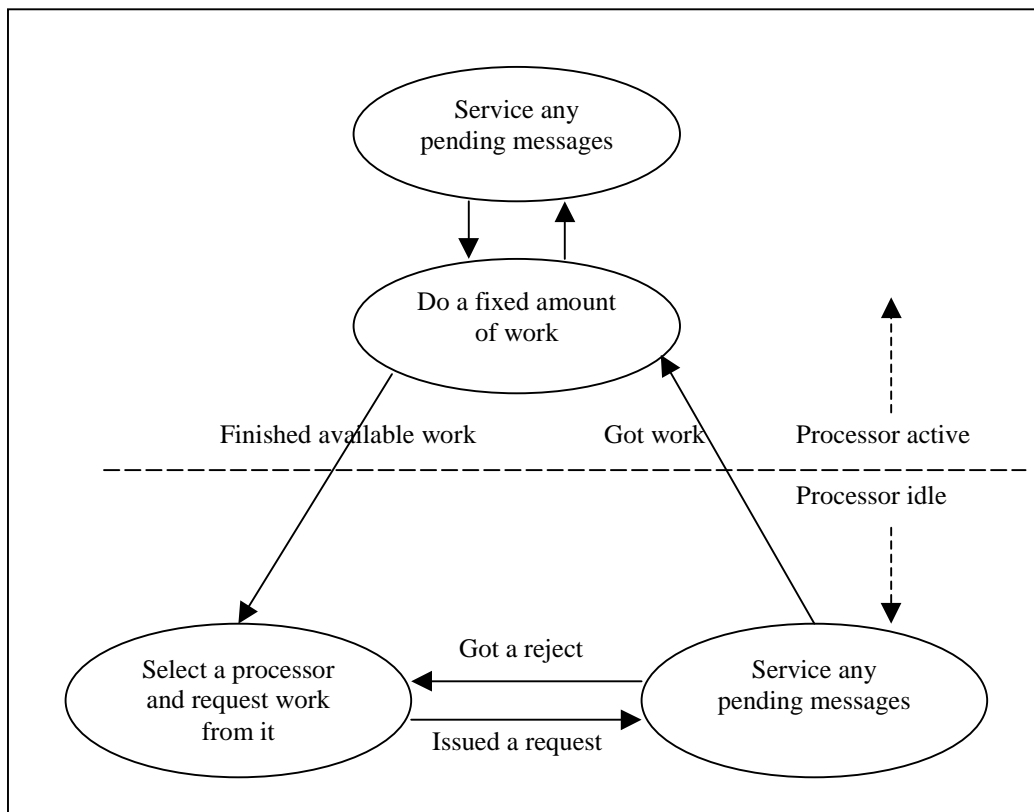 Service any
pending messages
Do a fixed amount
of work
Finished available work
Got work
Processor active
Processor idle
Select a processor
and request work
from it
Got a reject
Issued a request
Service any
pending messages